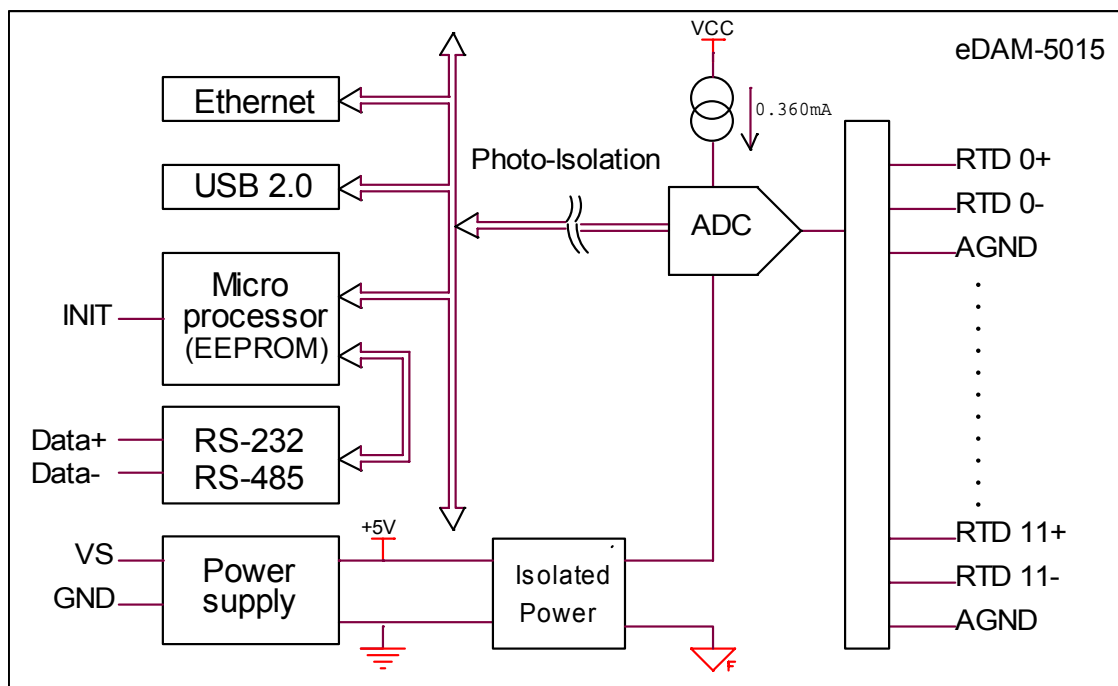 eDAM-5015
VCC
0.360mA
Ethernet
Photo-Isolation
USB 2.0
ADC
RTD 0+
RTD 0-
AGND
INIT
Micro
processor
(EEPROM)
Data+
Data-
RS-232
RS-485
+5V
VS
GND
Power
supply
Isolated
Power
F
RTD 11+
RTD 11-
AGND